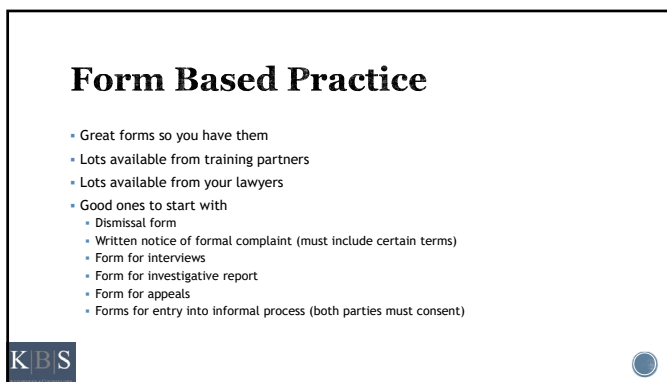 Form Based Practice
▪ Great forms so you have them
▪ Lots available from training partners
▪ Lots available from your lawyers
▪ Good ones to start with
▪ Dismissal form
▪ Written notice of formal complaint (must include certain terms)
▪ Form for interviews
▪ Form for investigative report
▪ Form for appeals
▪ Forms for entry into informal process (both parties must consent)
K|B|S